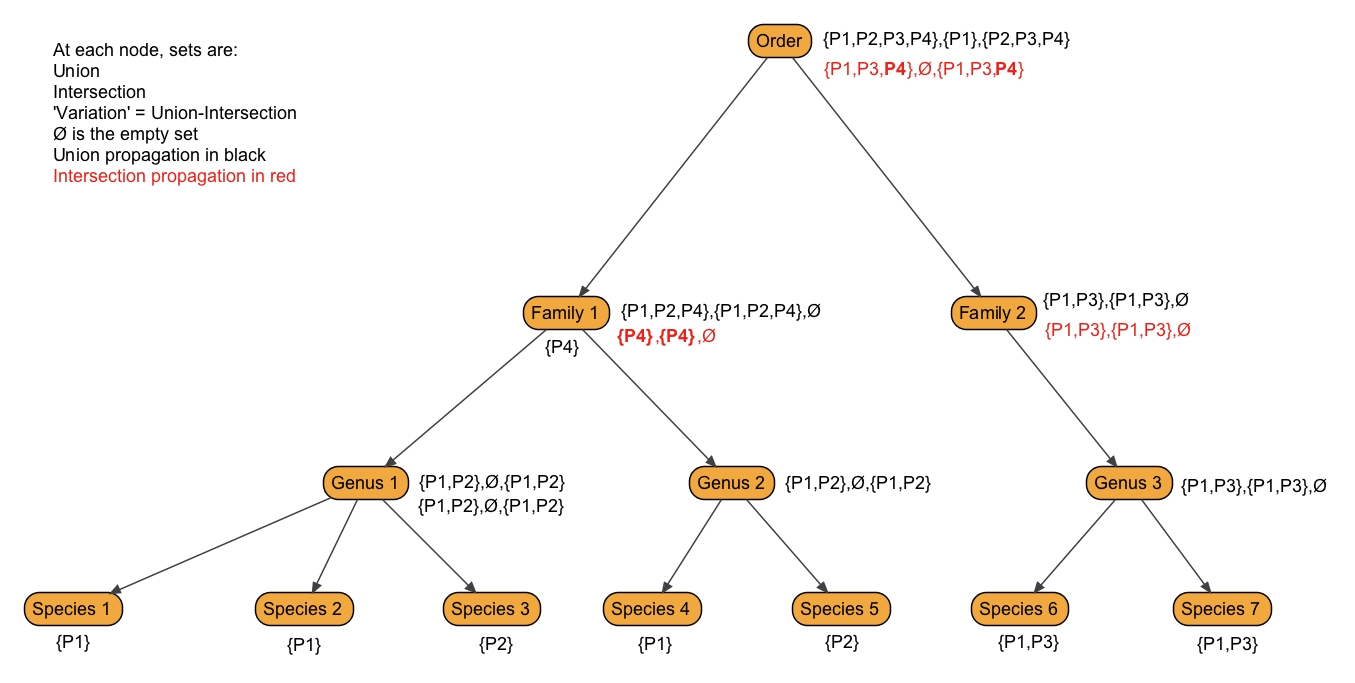 At each node, sets are:
Union
Intersection
'Variation' = Union-Intersection
Ø is the empty set
Union propagation in black
Intersection propagation in red
Order
{P1,P2,P3,P4},{P1},{P2,P3,P4}
{P1,P3,P4},Ø,{P1,P3,P4}
Family 1
{P1,P2,P4},{P1,P2,P4},Ø
{P4},{P4},Ø
{P4}
Family 2
{P1,P3},{P1,P3},Ø
{P1,P3},{P1,P3},Ø
Genus 1
{P1,P2},Ø,{P1,P2}
{P1,P2},Ø,{P1,P2}
Genus 2
{P1,P2},Ø,{P1,P2}
Genus 3
{P1,P3},{P1,P3},Ø
Species 1
{P1}
Species 2
{P1}
Species 3
{P2}
Species 4
{P1}
Species 5
{P2}
Species 6
{P1,P3}
Species 7
{P1,P3}